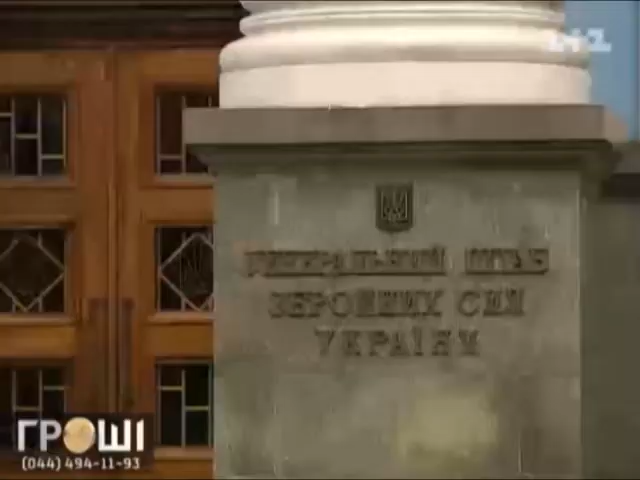 1+1
ГЕНЕРАЛЬНИЙ ШТАБ
ЗБРОЙНИХ СИЛ
УКРАЇНИ
ГРОШІ
(044) 494-11-93